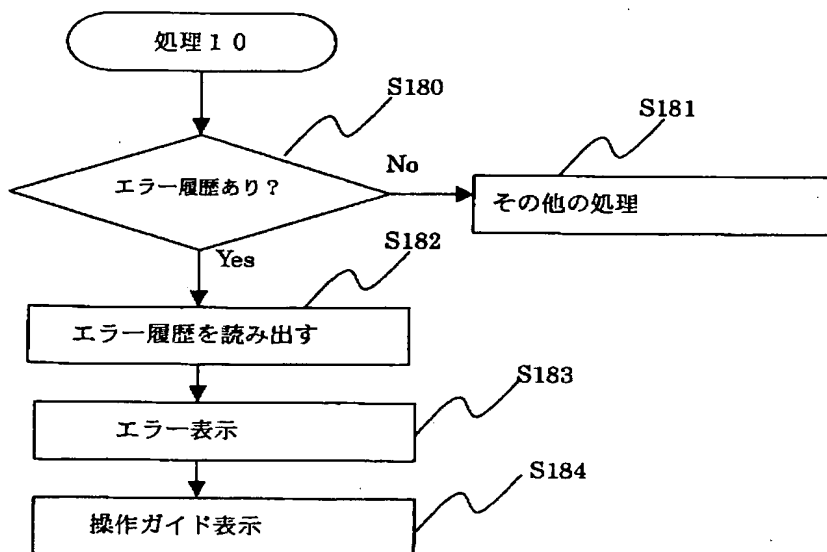 処理１０
S180
エラー履歴あり？
No
S181
その他の処理
Yes
S182
エラー履歴を読み出す
S183
エラー表示
S184
操作ガイド表示